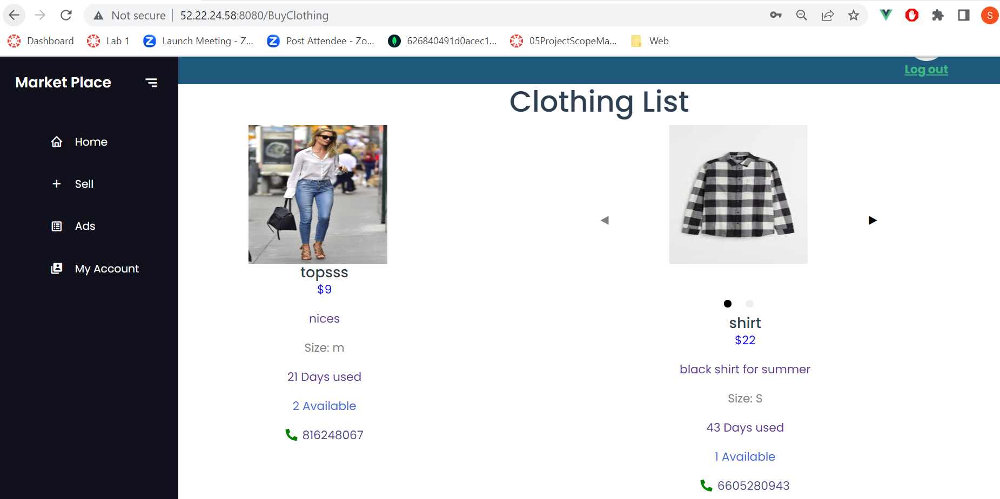 Not secure | 52.22.24.58:8080/BuyClothing
S
Dashboard Lab 1 Launch Meeting - Z... Post Attendee - Zo... 626840491d0acec1... 05ProjectScopeMa... Web
Market Place
Home
Sell
Ads
My Account
Log out
Clothing List
topsss
$9
nices
Size: m
21 Days used
2 Available
816248067
shirt
$22
black shirt for summer
Size: S
43 Days used
1 Available
6605280943